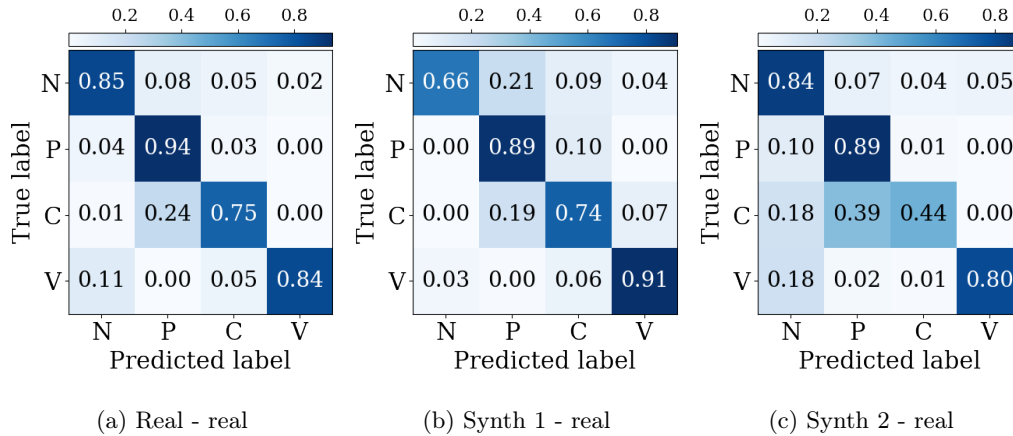 0.2 0.4 0.6 0.8 0.2 0.4 0.6 0.8 0.2 0.4 0.6 0.8
N 0.85 0.08 0.05 0.02 N 0.66 0.21 0.09 0.04 N 0.84 0.07 0.04 0.05
P 0.04 0.94 0.03 0.00 P 0.00 0.89 0.10 0.00 P 0.10 0.89 0.01 0.00
C 0.01 0.24 0.75 0.00 C 0.00 0.19 0.74 0.07 C 0.18 0.39 0.44 0.00
V 0.11 0.00 0.05 0.84 V 0.03 0.00 0.06 0.91 V 0.18 0.02 0.01 0.80
True label True label True label
N P C V N P C V N P C V
Predicted label Predicted label Predicted label
(a) Real - real (b) Synth 1 - real (c) Synth 2 - real